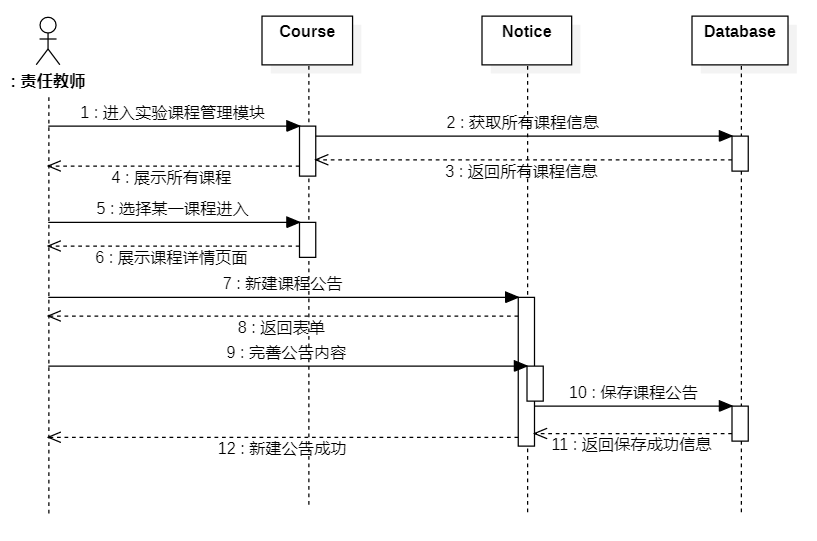 Course
Notice
Database
: 责任教师
1 : 进入实验课程管理模块
2 : 获取所有课程信息
3 : 返回所有课程信息
4 : 展示所有课程
5 : 选择某一课程进入
6 : 展示课程详情页面
7 : 新建课程公告
8 : 返回表单
9 : 完善公告内容
10 : 保存课程公告
11 : 返回保存成功信息
12 : 新建公告成功